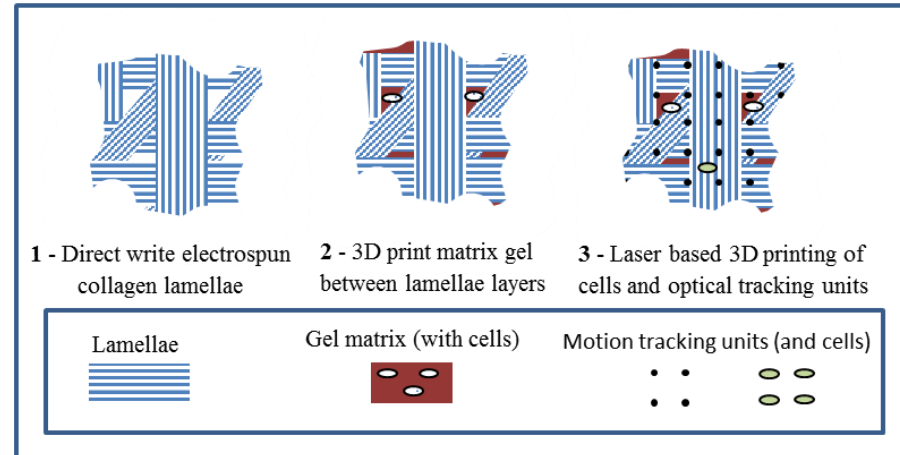 1 - Direct write electrospun
collagen lamellae
2 - 3D print matrix gel
between lamellae layers
3 - Laser based 3D printing of
cells and optical tracking units
Lamellae
Gel matrix (with cells)
Motion tracking units (and cells)